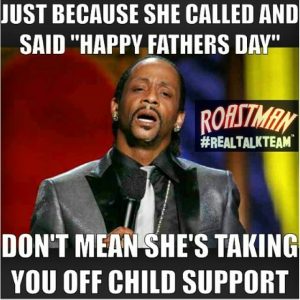 JUST BECAUSE SHE CALLED AND
SAID "HAPPY FATHERS DAY"
ROASTMAN
#REALTALKTEAM
DON'T MEAN SHE'S TAKING
YOU OFF CHILD SUPPORT